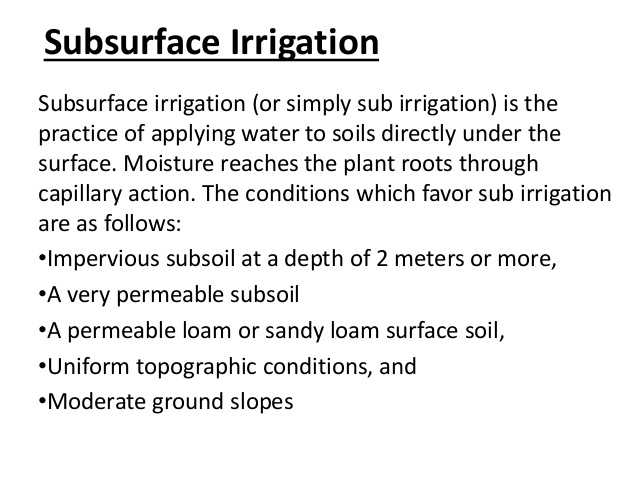 Subsurface Irrigation
Subsurface irrigation (or simply sub irrigation) is the
practice of applying water to soils directly under the
surface. Moisture reaches the plant roots through
capillary action. The conditions which favor sub irrigation
are as follows:
•Impervious subsoil at a depth of 2 meters or more,
•A very permeable subsoil
•A permeable loam or sandy loam surface soil,
•Uniform topographic conditions, and
•Moderate ground slopes